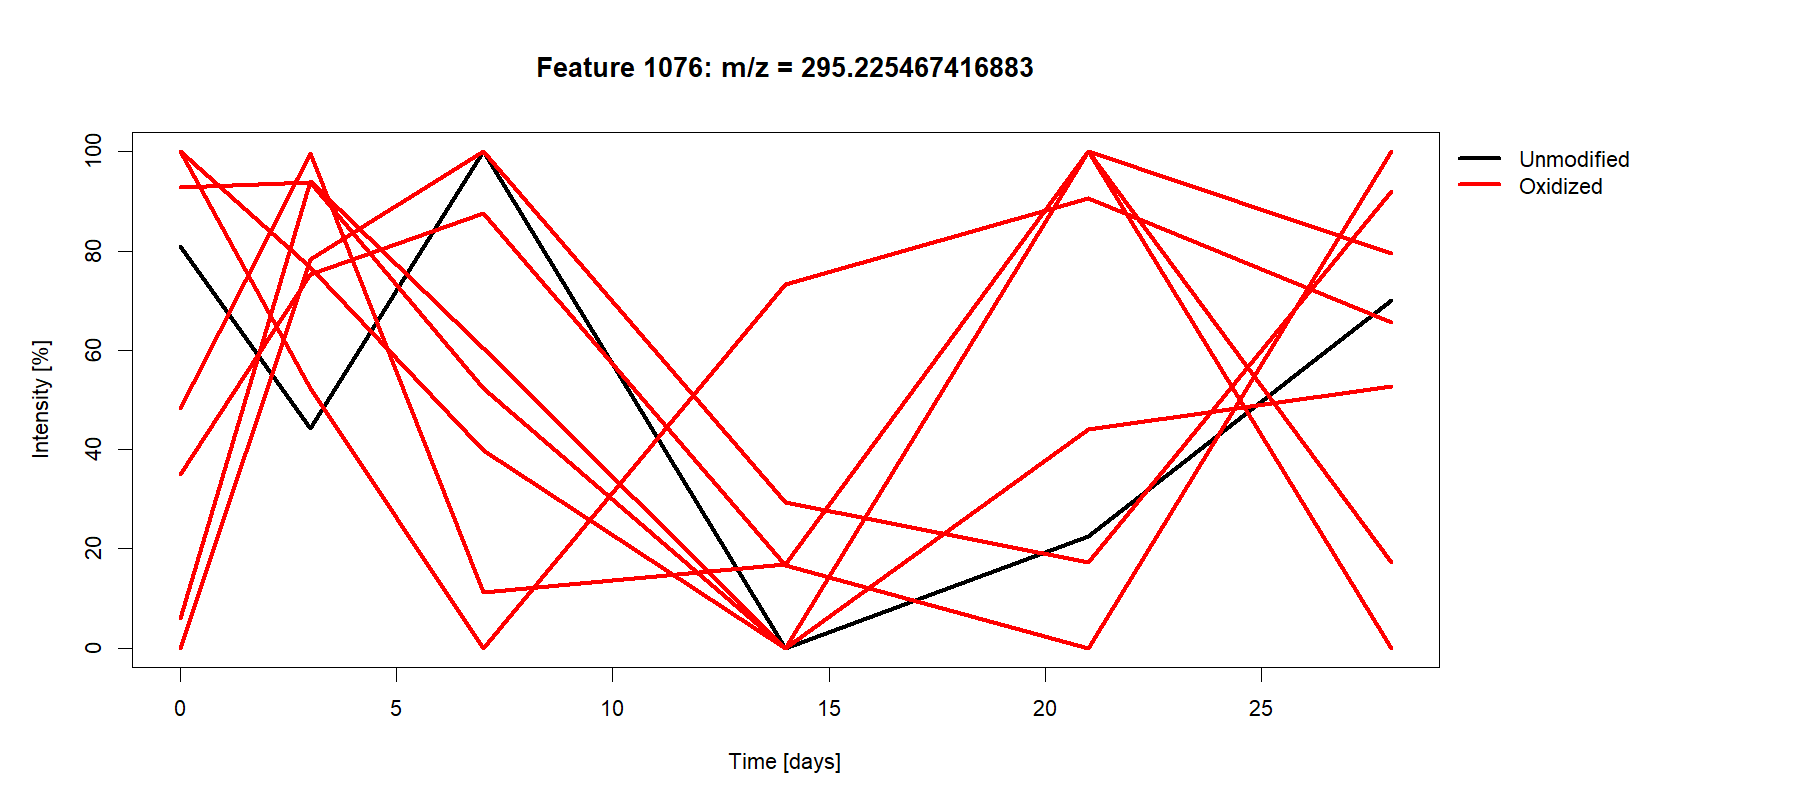 Feature 1076: m/z = 295.225467416883
Unmodified
Oxidized
Intensity [%]
100
80
60
40
20
0
0 5 10 15 20 25
Time [days]